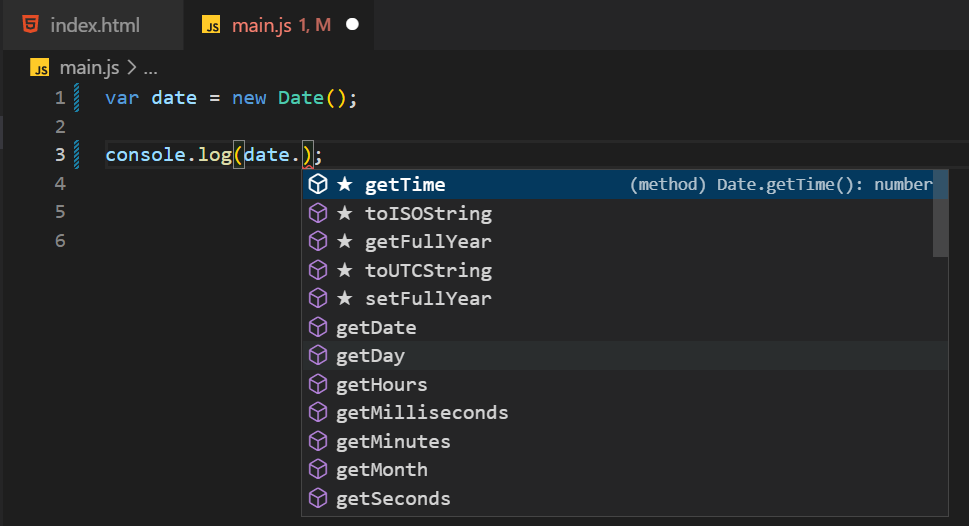 index.html JS main.js 1, M
JS main.js > ...
1 var date = new Date();
2
3 console.log(date.);
4 ★ getTime (method) Date.getTime(): number
5 ★ toISOString
6 ★ getFullYear
★ toUTCString
★ setFullYear
getDate
getDay
getHours
getMilliseconds
getMinutes
getMonth
getSeconds